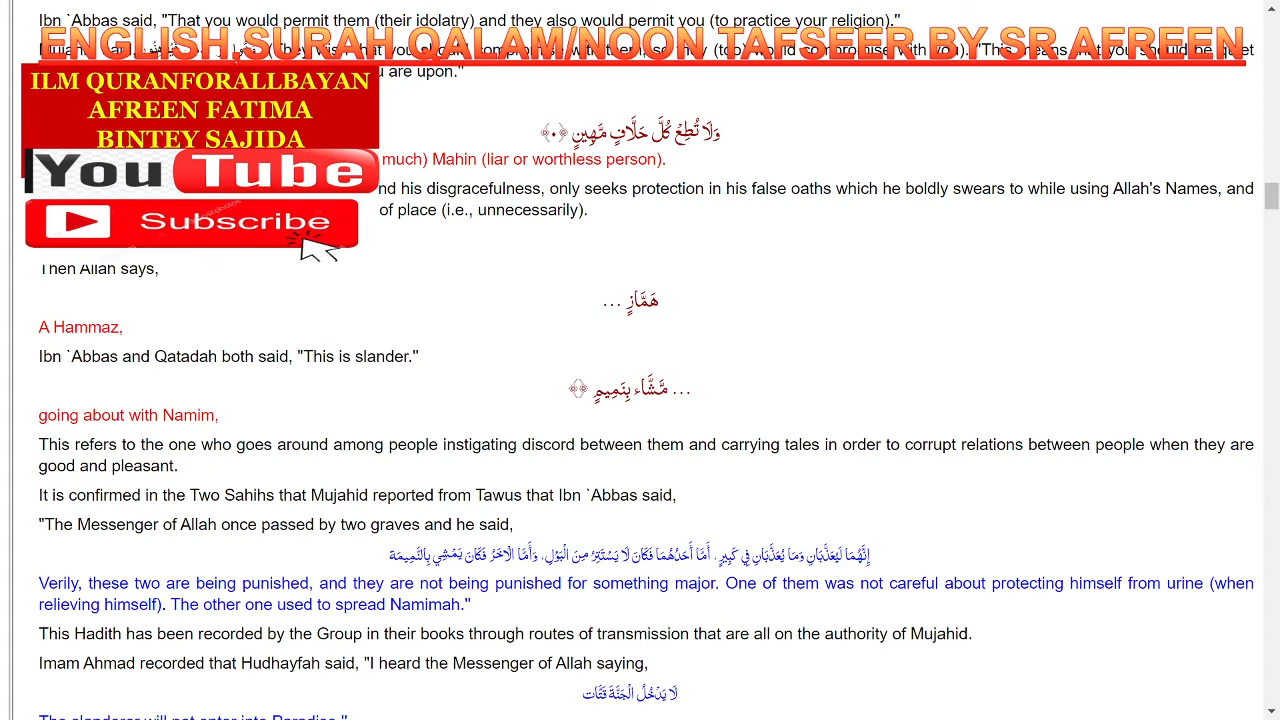 Ibn `Abbas said, "That you would permit them (their idolatry) and they also would permit you (to practice your religion)."
ENGLISH,SURAH QALAM/NOON TAFSEER BY SR AFREEN
you are upon."
ILM QURANFORALLBAYAN
AFREEN FATIMA
BINTEY SAJIDA
وَلَا تُطِعْ كُلَّ حَلَّافٍ مَّهِينٍ
much) Mahin (liar or worthless person).
You Tube
nd his disgracefulness, only seeks protection in his false oaths which he boldly swears to while using Allah's Names, and
of place (i.e., unnecessarily).
Subscribe
Then Allah says,
هَمَّازٍ ...
A Hammaz,
Ibn `Abbas and Qatadah both said, "This is slander."
... مَّشَّاء بِنَمِيمٍ
going about with Namim,
This refers to the one who goes around among people instigating discord between them and carrying tales in order to corrupt relations between people when they are
good and pleasant.
It is confirmed in the Two Sahihs that Mujahid reported from Tawus that Ibn `Abbas said,
"The Messenger of Allah once passed by two graves and he said,
إِنَّهُمَا لَيُعَذَّبَانِ وَمَا يُعَذَّبَانِ فِي كَبِيرٍ، أَمَّا أَحَدُهُمَا فَكَانَ لَا يَسْتَتِرُ مِنَ الْبَوْلِ، وَأَمَّا الْاخَرُ فَكَانَ يَمْشِي بِالنَّمِيمَة
Verily, these two are being punished, and they are not being punished for something major. One of them was not careful about protecting himself from urine (when
relieving himself). The other one used to spread Namimah."
This Hadith has been recorded by the Group in their books through routes of transmission that are all on the authority of Mujahid.
Imam Ahmad recorded that Hudhayfah said, "I heard the Messenger of Allah saying,
لَا يَدْخُلُ الْجَنَّةَ قَتَّات
The slanderer will not enter into Paradise."